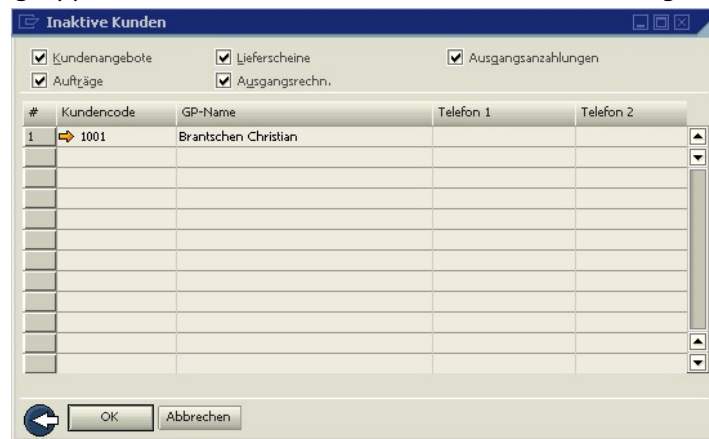 Inaktive Kunden
Kundenangebote Lieferscheine Ausgangsanzahlungen
Aufträge Ausgangsrechn.
# Kundencode GP-Name Telefon 1 Telefon 2
1 1001 Brantschen Christian
OK Abbrechen